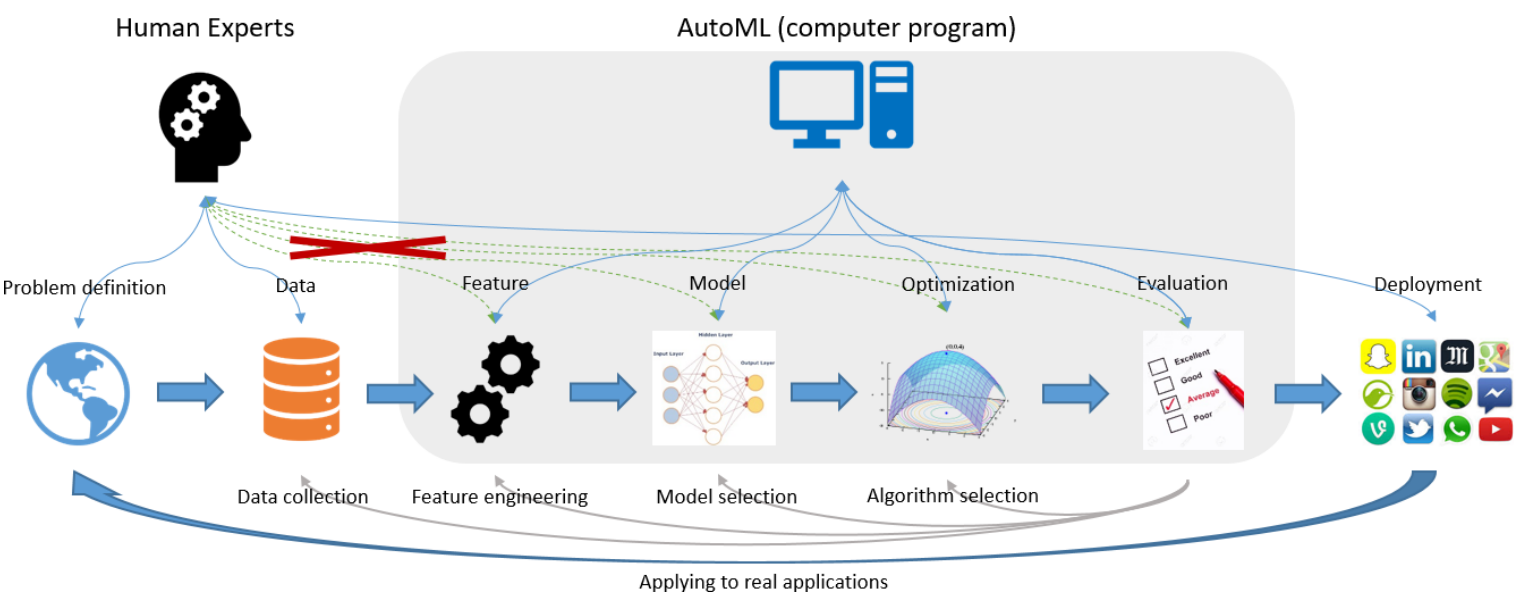 Human Experts
AutoML (computer program)
Problem definition
Data
Feature
Model
Optimization
Evaluation
Deployment
Hidden Layer
Input Layer
Output Layer
(0,0,4)
Excellent
Good
Average
Poor
in
Data collection
Feature engineering
Model selection
Algorithm selection
Applying to real applications